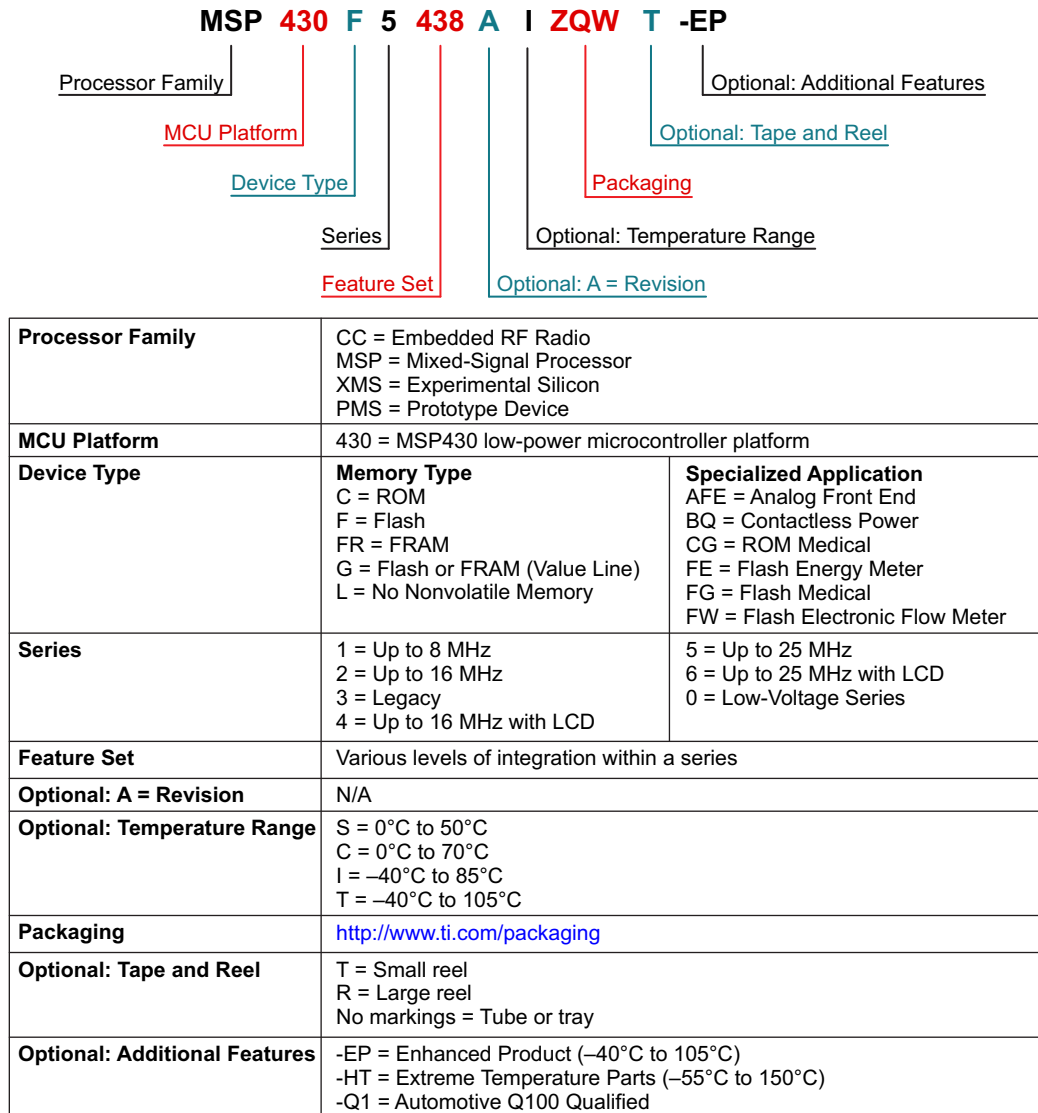 MSP 430 F 5 438 A I ZQW T -EP
Processor Family
Optional: Additional Features
MCU Platform
Optional: Tape and Reel
Device Type
Packaging
Series
Optional: Temperature Range
Feature Set
Optional: A = Revision
Processor Family
CC = Embedded RF Radio
MSP = Mixed-Signal Processor
XMS = Experimental Silicon
PMS = Prototype Device
MCU Platform
430 = MSP430 low-power microcontroller platform
Device Type
Memory Type
C = ROM
F = Flash
FR = FRAM
G = Flash or FRAM (Value Line)
L = No Nonvolatile Memory
Specialized Application
AFE = Analog Front End
BQ = Contactless Power
CG = ROM Medical
FE = Flash Energy Meter
FG = Flash Medical
FW = Flash Electronic Flow Meter
Series
1 = Up to 8 MHz
2 = Up to 16 MHz
3 = Legacy
4 = Up to 16 MHz with LCD
5 = Up to 25 MHz
6 = Up to 25 MHz with LCD
0 = Low-Voltage Series
Feature Set
Various levels of integration within a series
Optional: A = Revision
N/A
Optional: Temperature Range
S = 0°C to 50°C
C = 0°C to 70°C
I = –40°C to 85°C
T = –40°C to 105°C
Packaging
http://www.ti.com/packaging
Optional: Tape and Reel
T = Small reel
R = Large reel
No markings = Tube or tray
Optional: Additional Features
-EP = Enhanced Product (–40°C to 105°C)
-HT = Extreme Temperature Parts (–55°C to 150°C)
-Q1 = Automotive Q100 Qualified